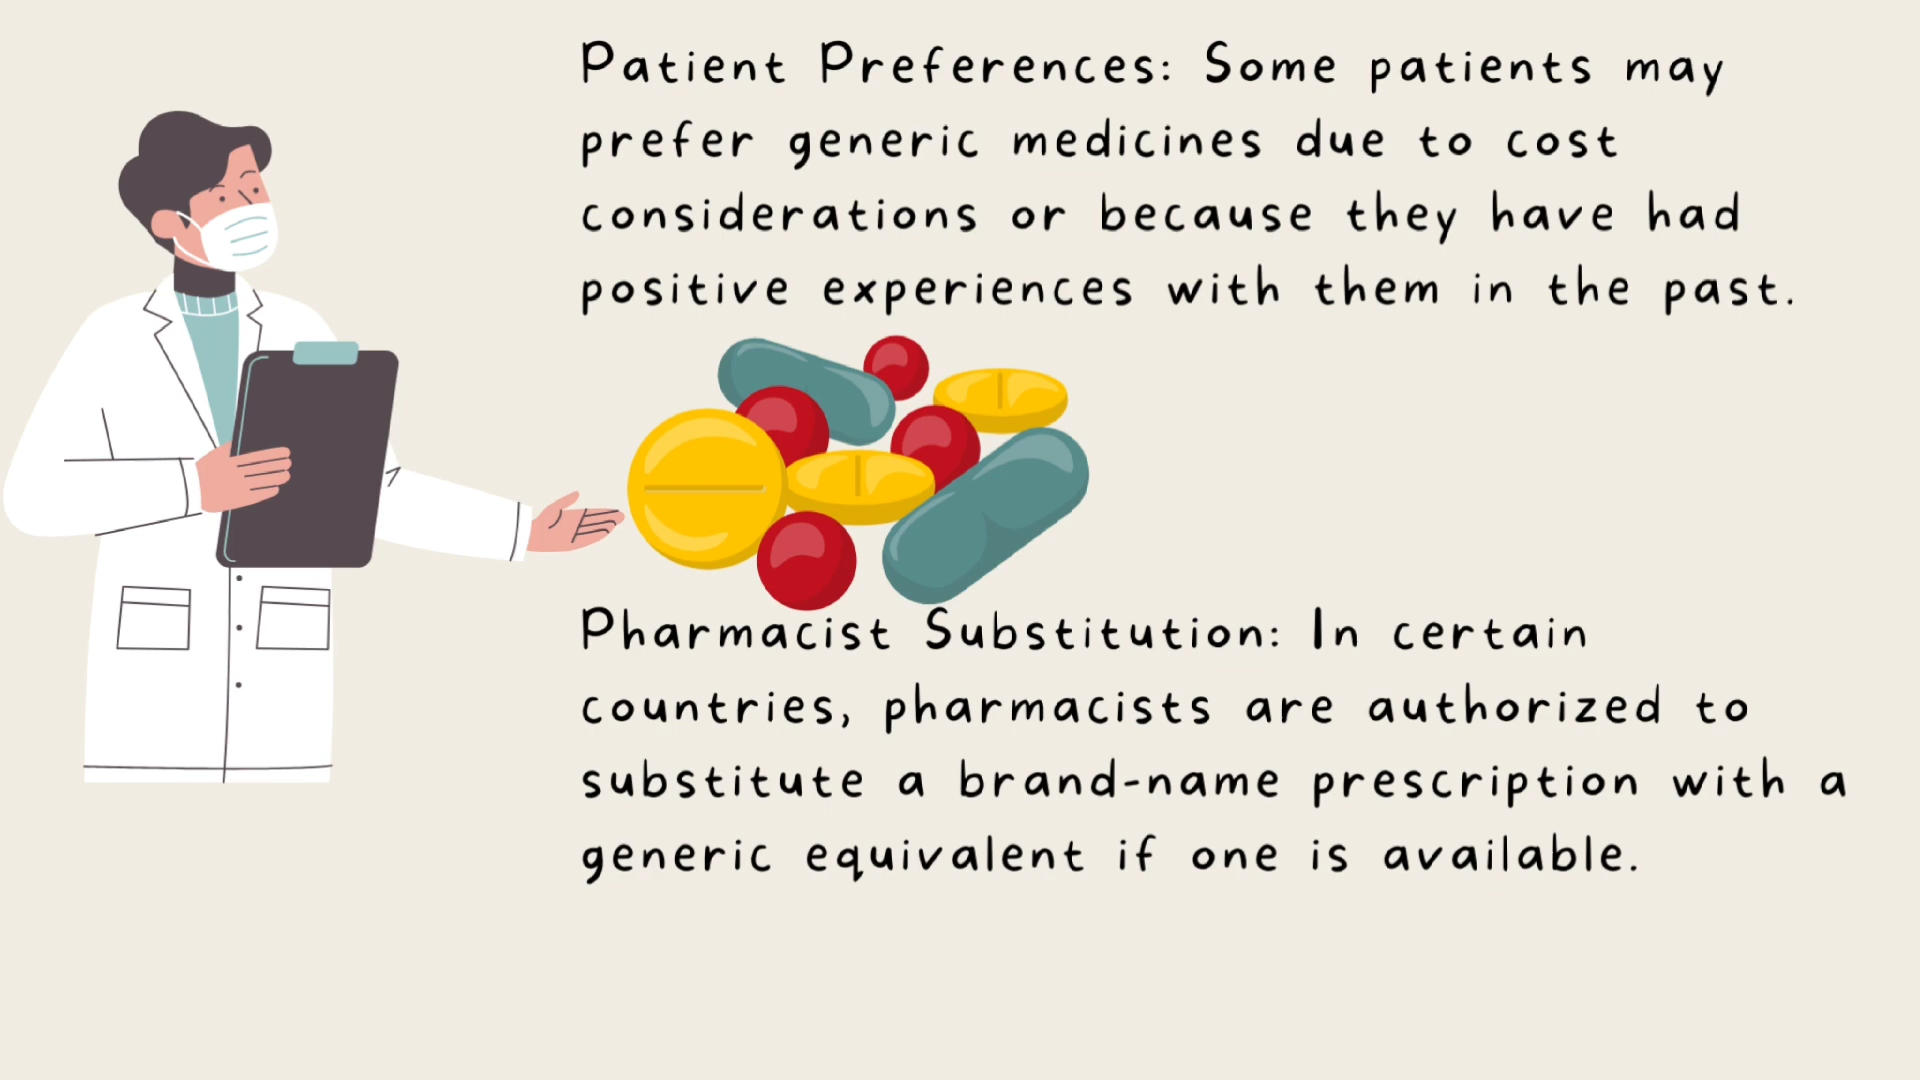 Patient Preferences: Some patients may
prefer generic medicines due to cost
considerations or because they have had
positive experiences with them in the past.
Pharmacist Substitution: In certain
countries, pharmacists are authorized to
substitute a brand-name prescription with a
generic equivalent if one is available.